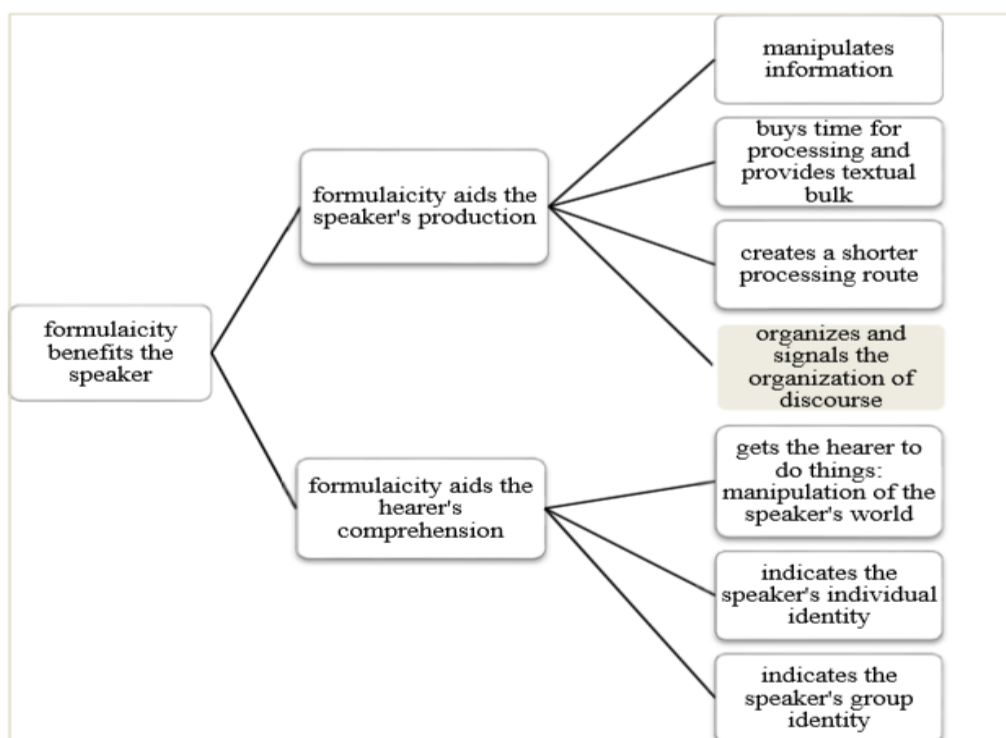 manipulates
information
buys time for
processing and
provides textual
bulk
formulaicity aids the
speaker's production
creates a shorter
processing route
formulaicity
benefits the
speaker
organizes and
signals the
organization of
discourse
gets the hearer to
do things:
manipulation of the
speaker's world
formulaicity aids the
hearer's
comprehension
indicates the
speaker's individual
identity
indicates the
speaker's group
identity